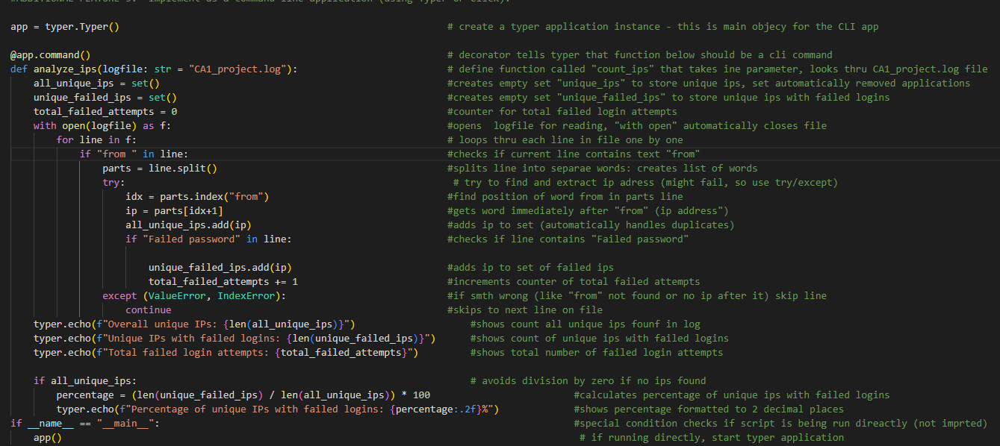 #ADDITIONAL FEATURE 3: implement as a command line application (using Typer or Click).
app = typer.Typer() # create a typer application instance - this is main objecy for the CLI app
@app.command() # decorator tells typer that function below should be a cli command
def analyze_ips(logfile: str = "CA1_project.log"): # define function called "count_ips" that takes ine parameter, looks thru CA1_project.log file
all_unique_ips = set() #creates empty set "unique_ips" to store unique ips, set automatically removed applications
unique_failed_ips = set() #creates empty set "unique_failed_ips" to store unique ips with failed logins
total_failed_attempts = 0 #counter for total failed login attempts
with open(logfile) as f: #opens  logfile for reading, "with open" automatically closes file
for line in f: # loops thru each line in file one by one
if "from " in line: #checks if current line contains text "from"
parts = line.split() #splits line into separae words: creates list of words
try: # try to find and extract ip adress (might fail, so use try/except)
idx = parts.index("from") #find position of word from in parts line
ip = parts[idx+1] #gets word immediately after "from" (ip address")
all_unique_ips.add(ip) #adds ip to set (automatically handles duplicates)
if "Failed password" in line: #checks if line contains "Failed password"
unique_failed_ips.add(ip) #adds ip to set of failed ips
total_failed_attempts += 1 #increments counter of total failed attempts
except (ValueError, IndexError): #if smth wrong (like "from" not found or no ip after it) skip line
continue #skips to next line on file
typer.echo(f"Overall unique IPs: {len(all_unique_ips)}") #shows count all unique ips founf in log
typer.echo(f"Unique IPs with failed logins: {len(unique_failed_ips)}") #shows count of unique ips with failed logins
typer.echo(f"Total failed login attempts: {total_failed_attempts}") #shows total number of failed login attempts
if all_unique_ips: # avoids division by zero if no ips found
percentage = (len(unique_failed_ips) / len(all_unique_ips)) * 100 #calculates percentage of unique ips with failed logins
typer.echo(f"Percentage of unique IPs with failed logins: {percentage:.2f}%") #shows percentage formatted to 2 decimal places
if __name__ == "__main__": #special condition checks if script is being run direactly (not imprted)
app() # if running directly, start typer application